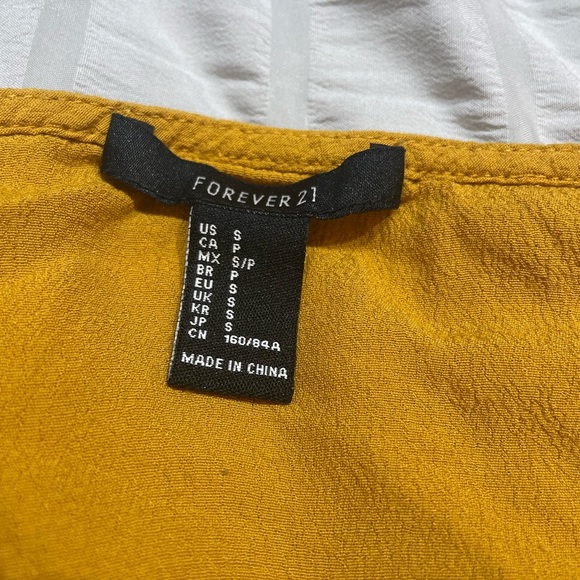 FOREVER 21
US S
CA P
MX S/P
BR P
EU S
UK S
KR S
JP S
CN 160/84A
MADE IN CHINA